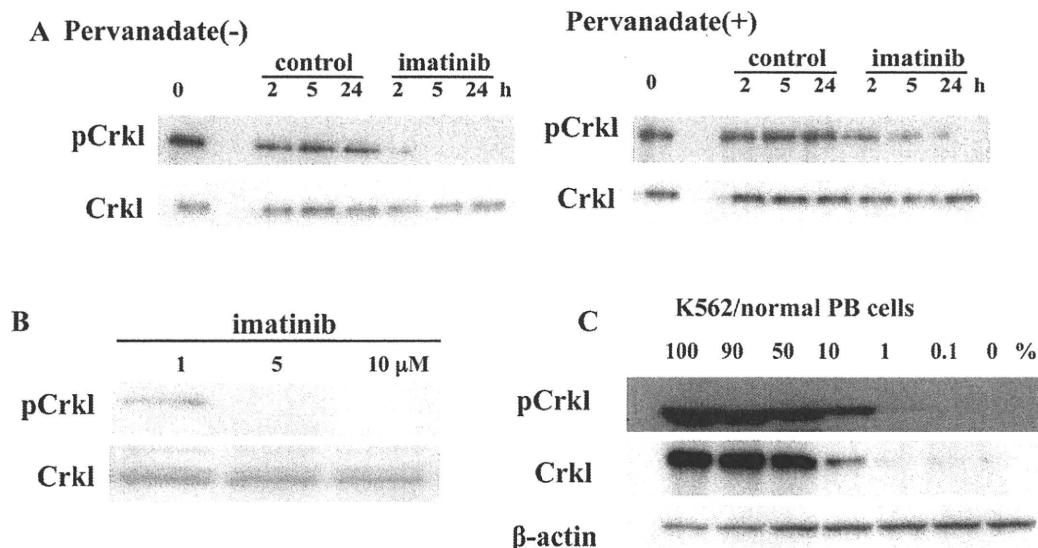 A Pervanadate(-)
control imatinib
0 2 5 24 2 5 24 h
pCrkl
Crkl
Pervanadate(+)
control imatinib
0 2 5 24 2 5 24 h
pCrkl
Crkl
B
imatinib
1 5 10 μM
pCrkl
Crkl
C
K562/normal PB cells
100 90 50 10 1 0.1 0 %
pCrkl
Crkl
β-actin